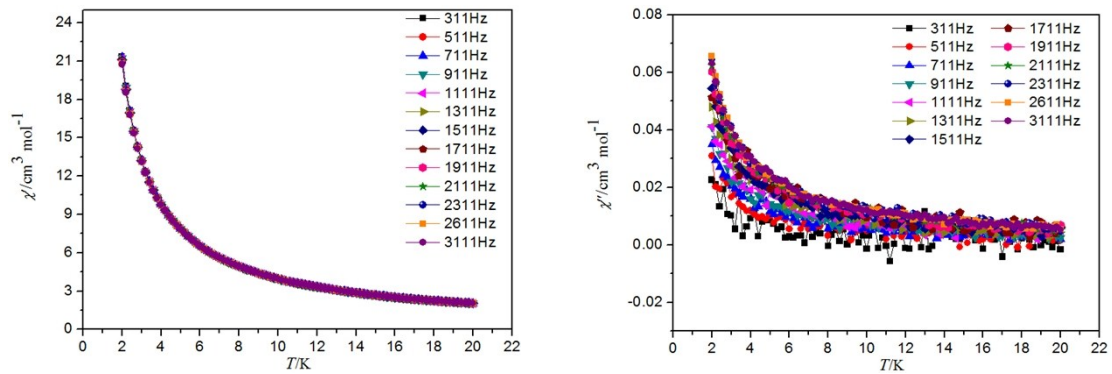 24
21
18
15
12
9
6
3
0
χ'/cm³ mol⁻¹
311Hz
511Hz
711Hz
911Hz
1111Hz
1311Hz
1511Hz
1711Hz
1911Hz
2111Hz
2311Hz
2611Hz
3111Hz
0 2 4 6 8 10 12 14 16 18 20 22
T/K
0.08
0.06
0.04
0.02
0.00
-0.02
χ''/cm³ mol⁻¹
311Hz
511Hz
711Hz
911Hz
1111Hz
1311Hz
1511Hz
1711Hz
1911Hz
2111Hz
2311Hz
2611Hz
3111Hz
0 2 4 6 8 10 12 14 16 18 20 22
T/K